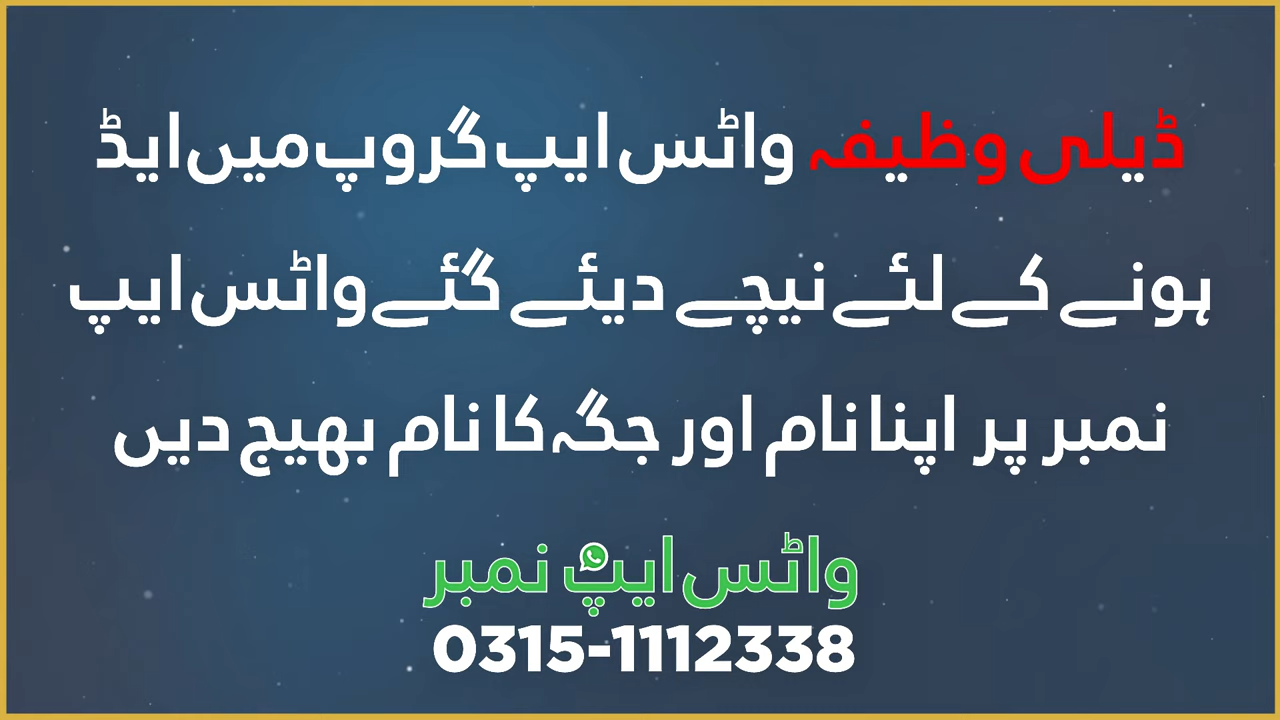 ڈیلی وظیفہ واٹس ایپ گروپ میں ایڈ
ہونے کے لئے نیچے دیئے گئے واٹس ایپ
نمبر پر اپنا نام اور جگہ کا نام بھیج دیں
واٹس ایپ نمبر
0315-1112338